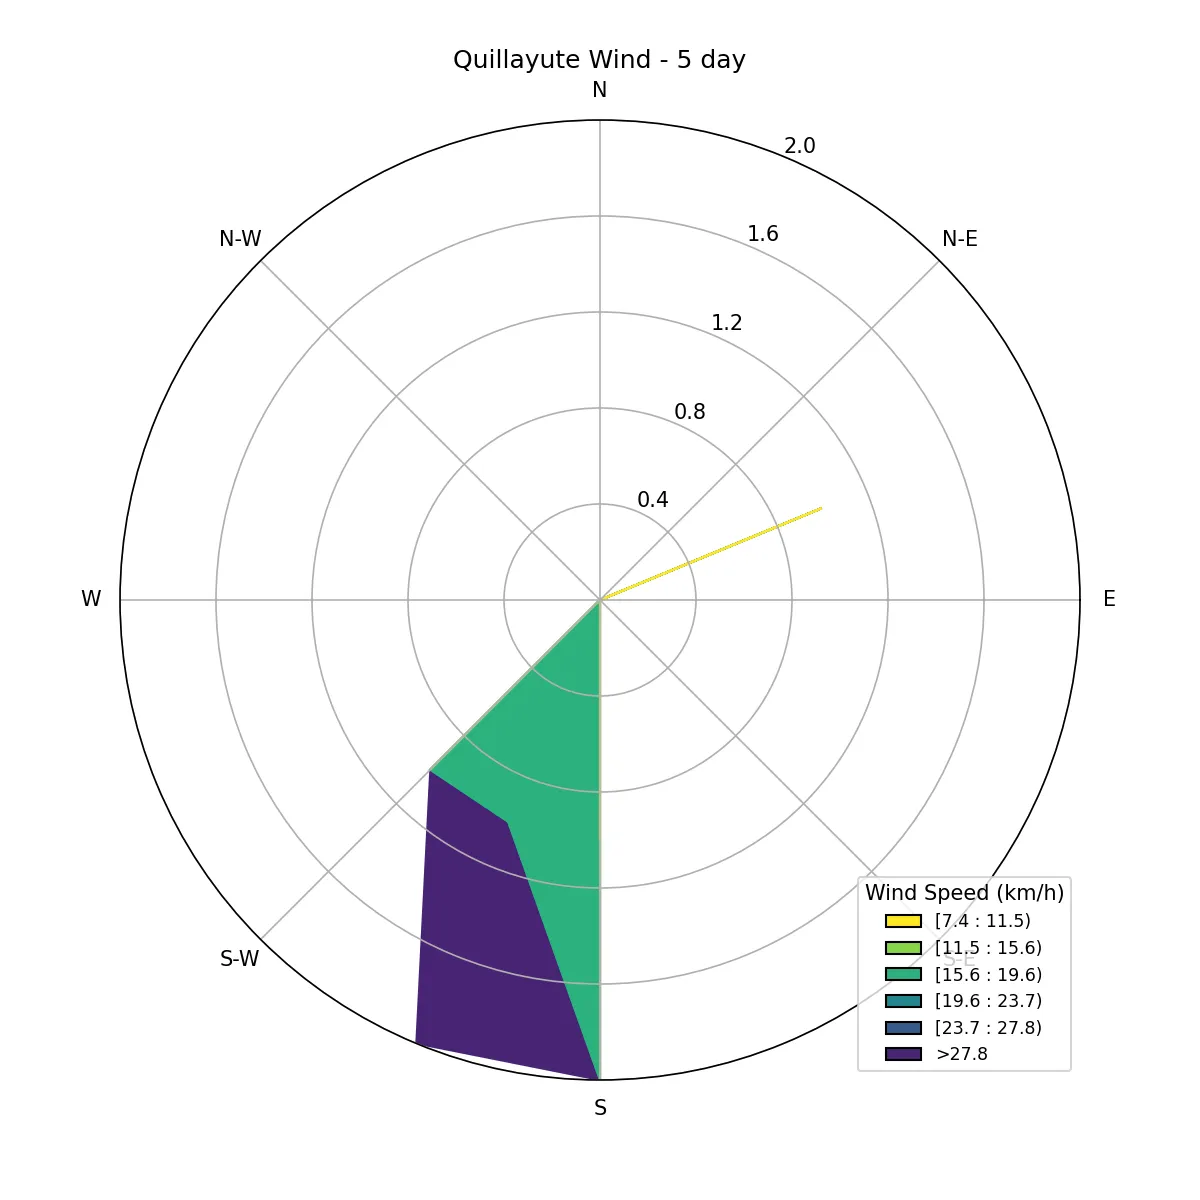 Quillayute Wind - 5 day
N
2.0
N-W
1.6
N-E
1.2
0.8
0.4
W
E
S-W
S-E
S
Wind Speed (km/h)
[7.4 : 11.5)
[11.5 : 15.6)
[15.6 : 19.6)
[19.6 : 23.7)
[23.7 : 27.8)
>27.8